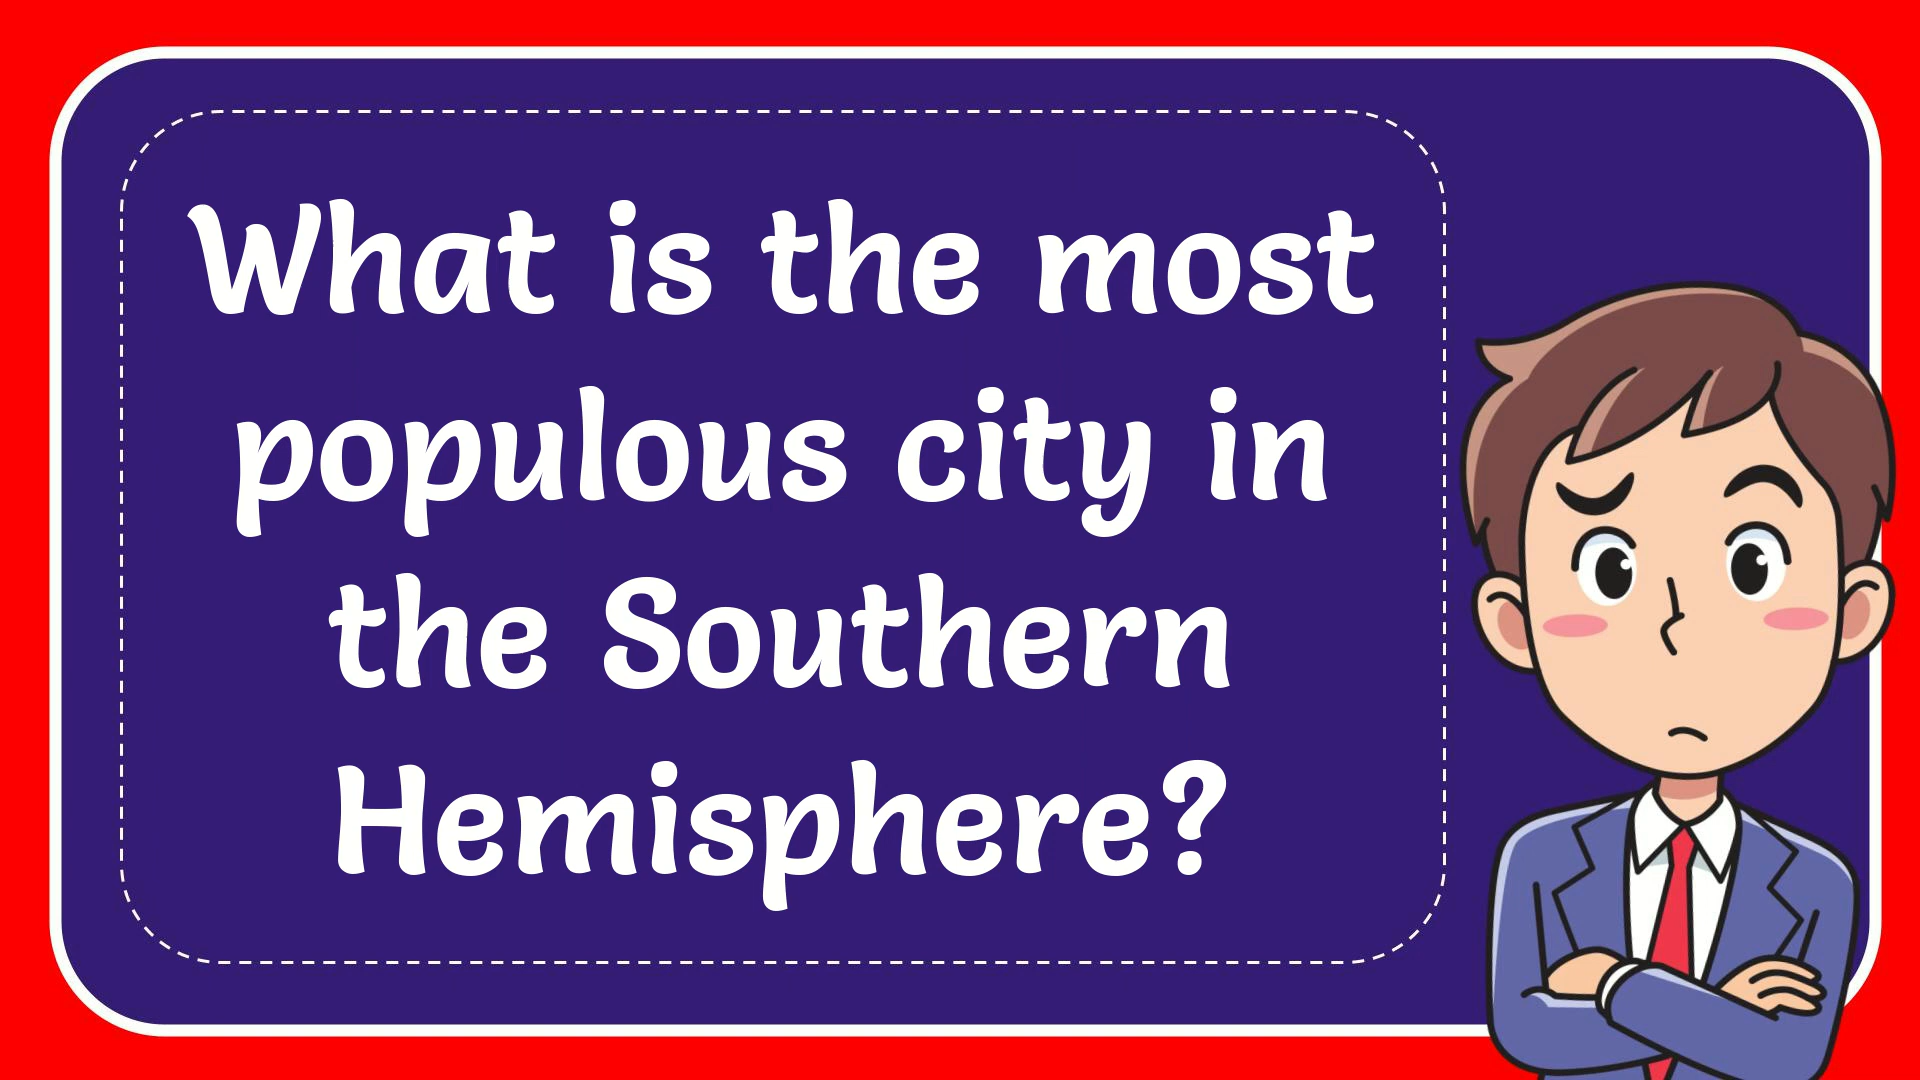 What is the most
populous city in
the Southern
Hemisphere?